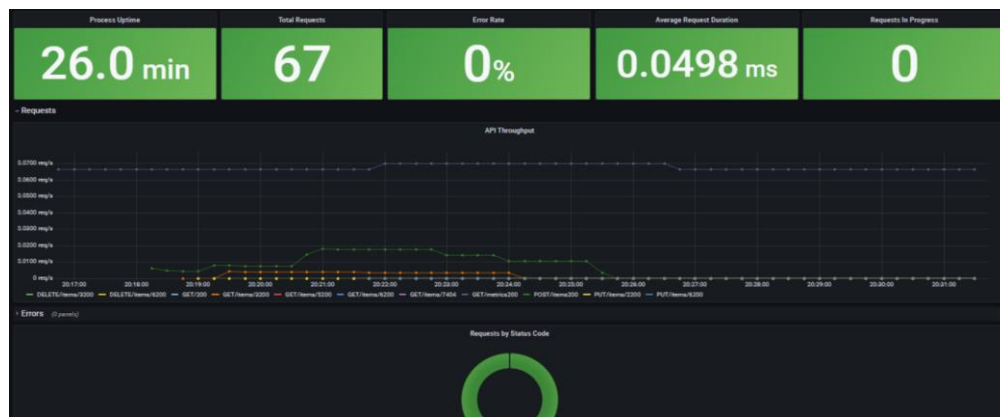 Process Uptime Total Requests Error Rate Average Request Duration Requests In Progress
26.0 min 67 0% 0.0498 ms 0
Requests
API Throughput
0.0700 req/s
0.0600 req/s
0.0500 req/s
0.0400 req/s
0.0300 req/s
0.0200 req/s
0.0100 req/s
0 req/s
20:17:00 20:18:00 20:19:00 20:20:00 20:21:00 20:22:00 20:23:00 20:24:00 20:25:00 20:26:00 20:27:00 20:28:00 20:29:00 20:30:00 20:31:00
DELETE/items/3200 DELETE/items/6200 GET/200 GET/items/3200 GET/items/5200 GET/items/6200 GET/items/7404 GET/metrics200 POST/items200 PUT/items/2200 PUT/items/6200
Errors (3 panels)
Requests by Status Code